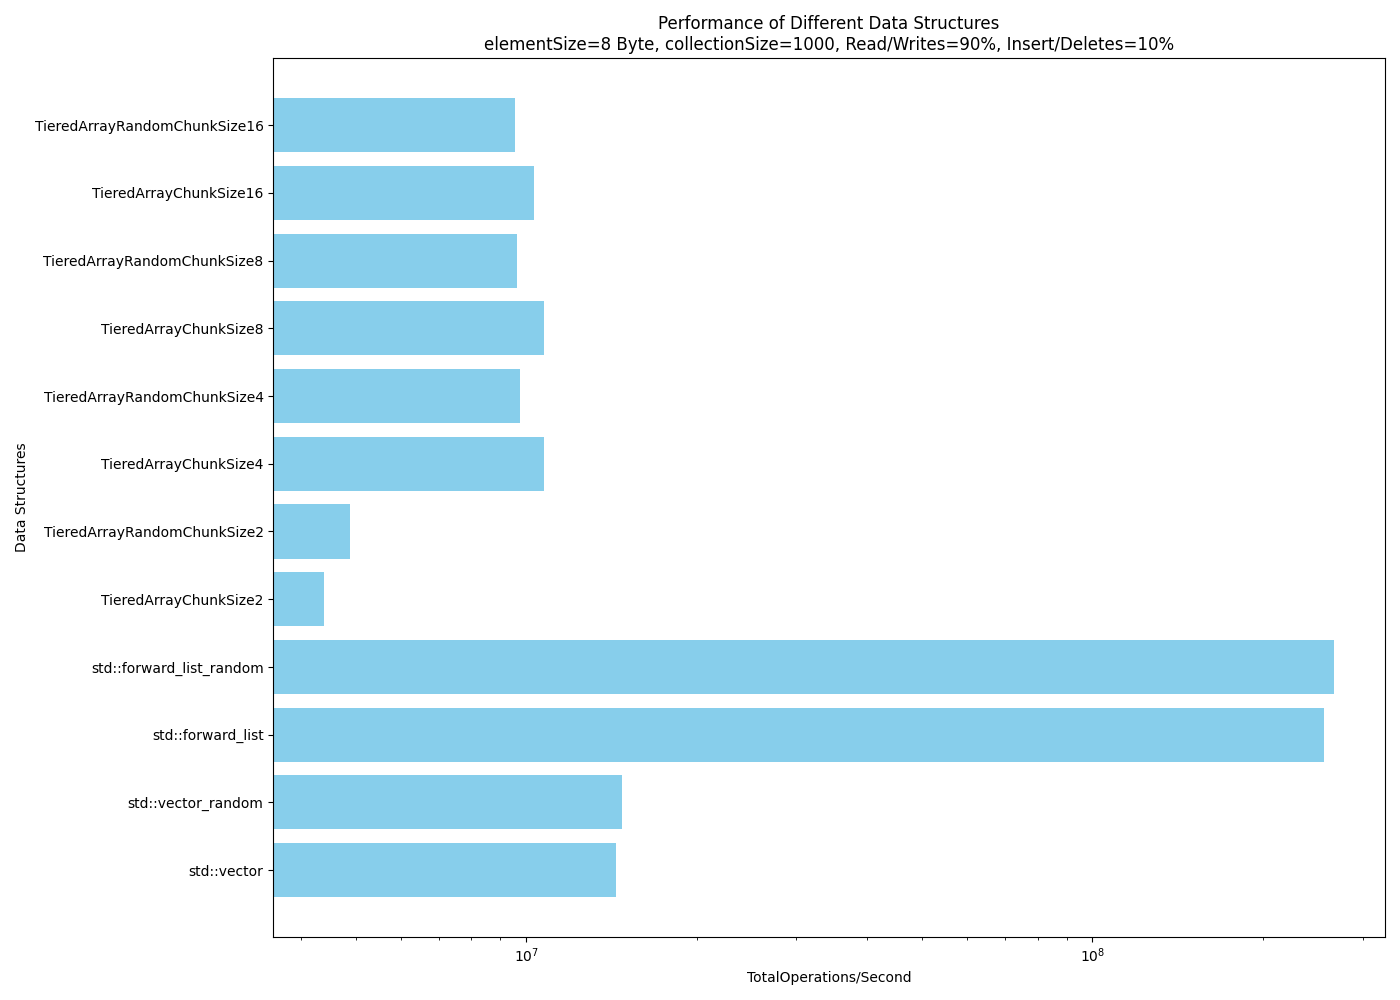 Performance of Different Data Structures
elementSize=8 Byte, collectionSize=1000, Read/Writes=90%, Insert/Deletes=10%
TieredArrayRandomChunkSize16
TieredArrayChunkSize16
TieredArrayRandomChunkSize8
TieredArrayChunkSize8
TieredArrayRandomChunkSize4
TieredArrayChunkSize4
TieredArrayRandomChunkSize2
TieredArrayChunkSize2
std::forward_list_random
std::forward_list
std::vector_random
std::vector
Data Structures
10⁷ 10⁸
TotalOperations/Second